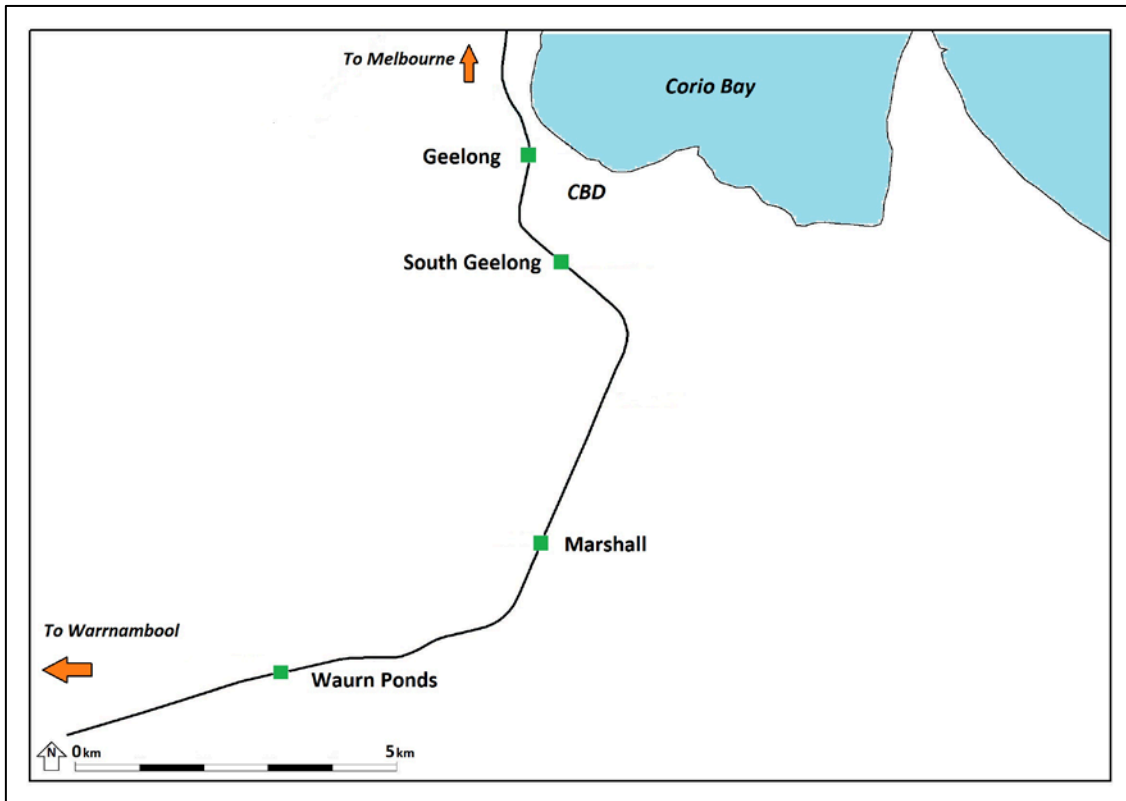 To Melbourne
Corio Bay
Geelong
CBD
South Geelong
Marshall
To Warrnambool
Waurn Ponds
N 0km 5km